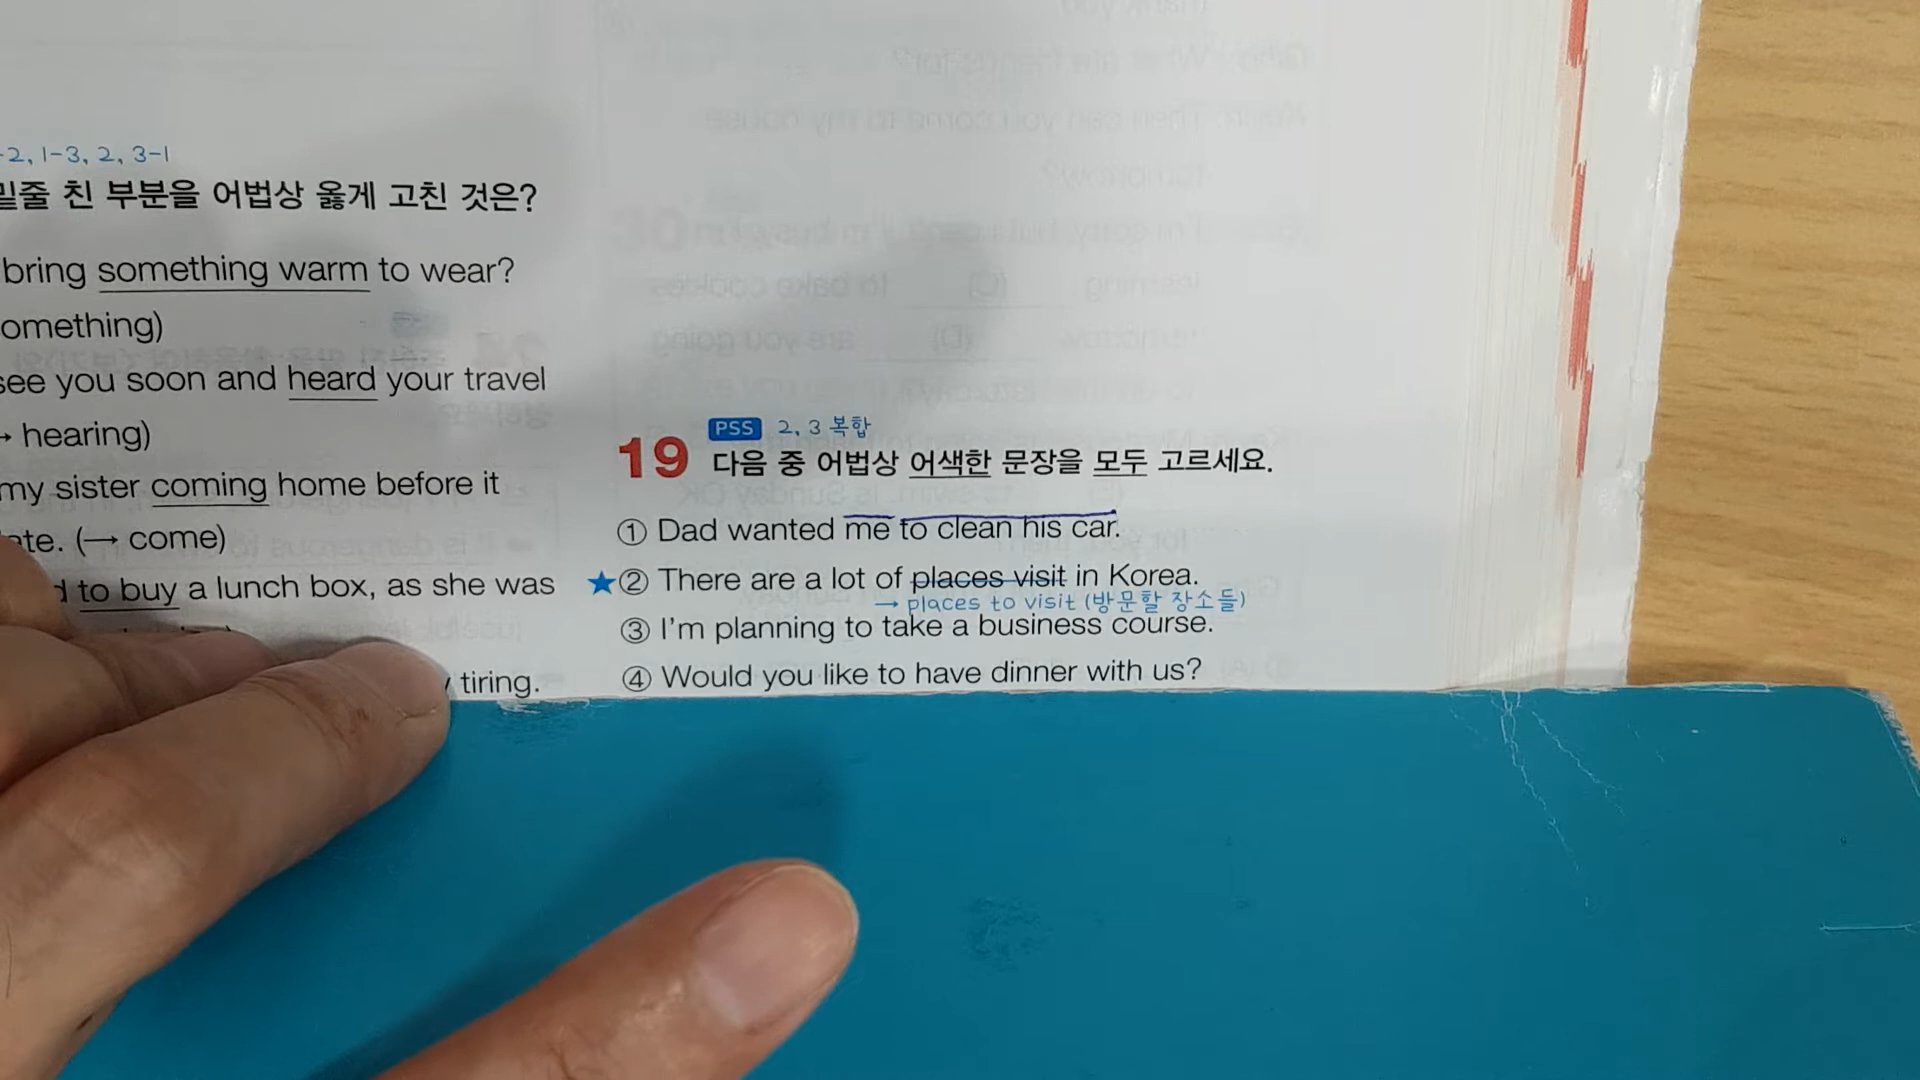 -2, 1-3, 2, 3-1
밑줄 친 부분을 어법상 옳게 고친 것은?
bring something warm to wear?
omething)
see you soon and heard your travel
→ hearing)
my sister coming home before it
ate. (→ come)
d to buy a lunch box, as she was
tiring.
PSS 2, 3 복합
19 다음 중 어법상 어색한 문장을 모두 고르세요.
① Dad wanted me to clean his car.
★② There are a lot of places visit in Korea.
→ places to visit (방문할 장소들)
③ I'm planning to take a business course.
④ Would you like to have dinner with us?